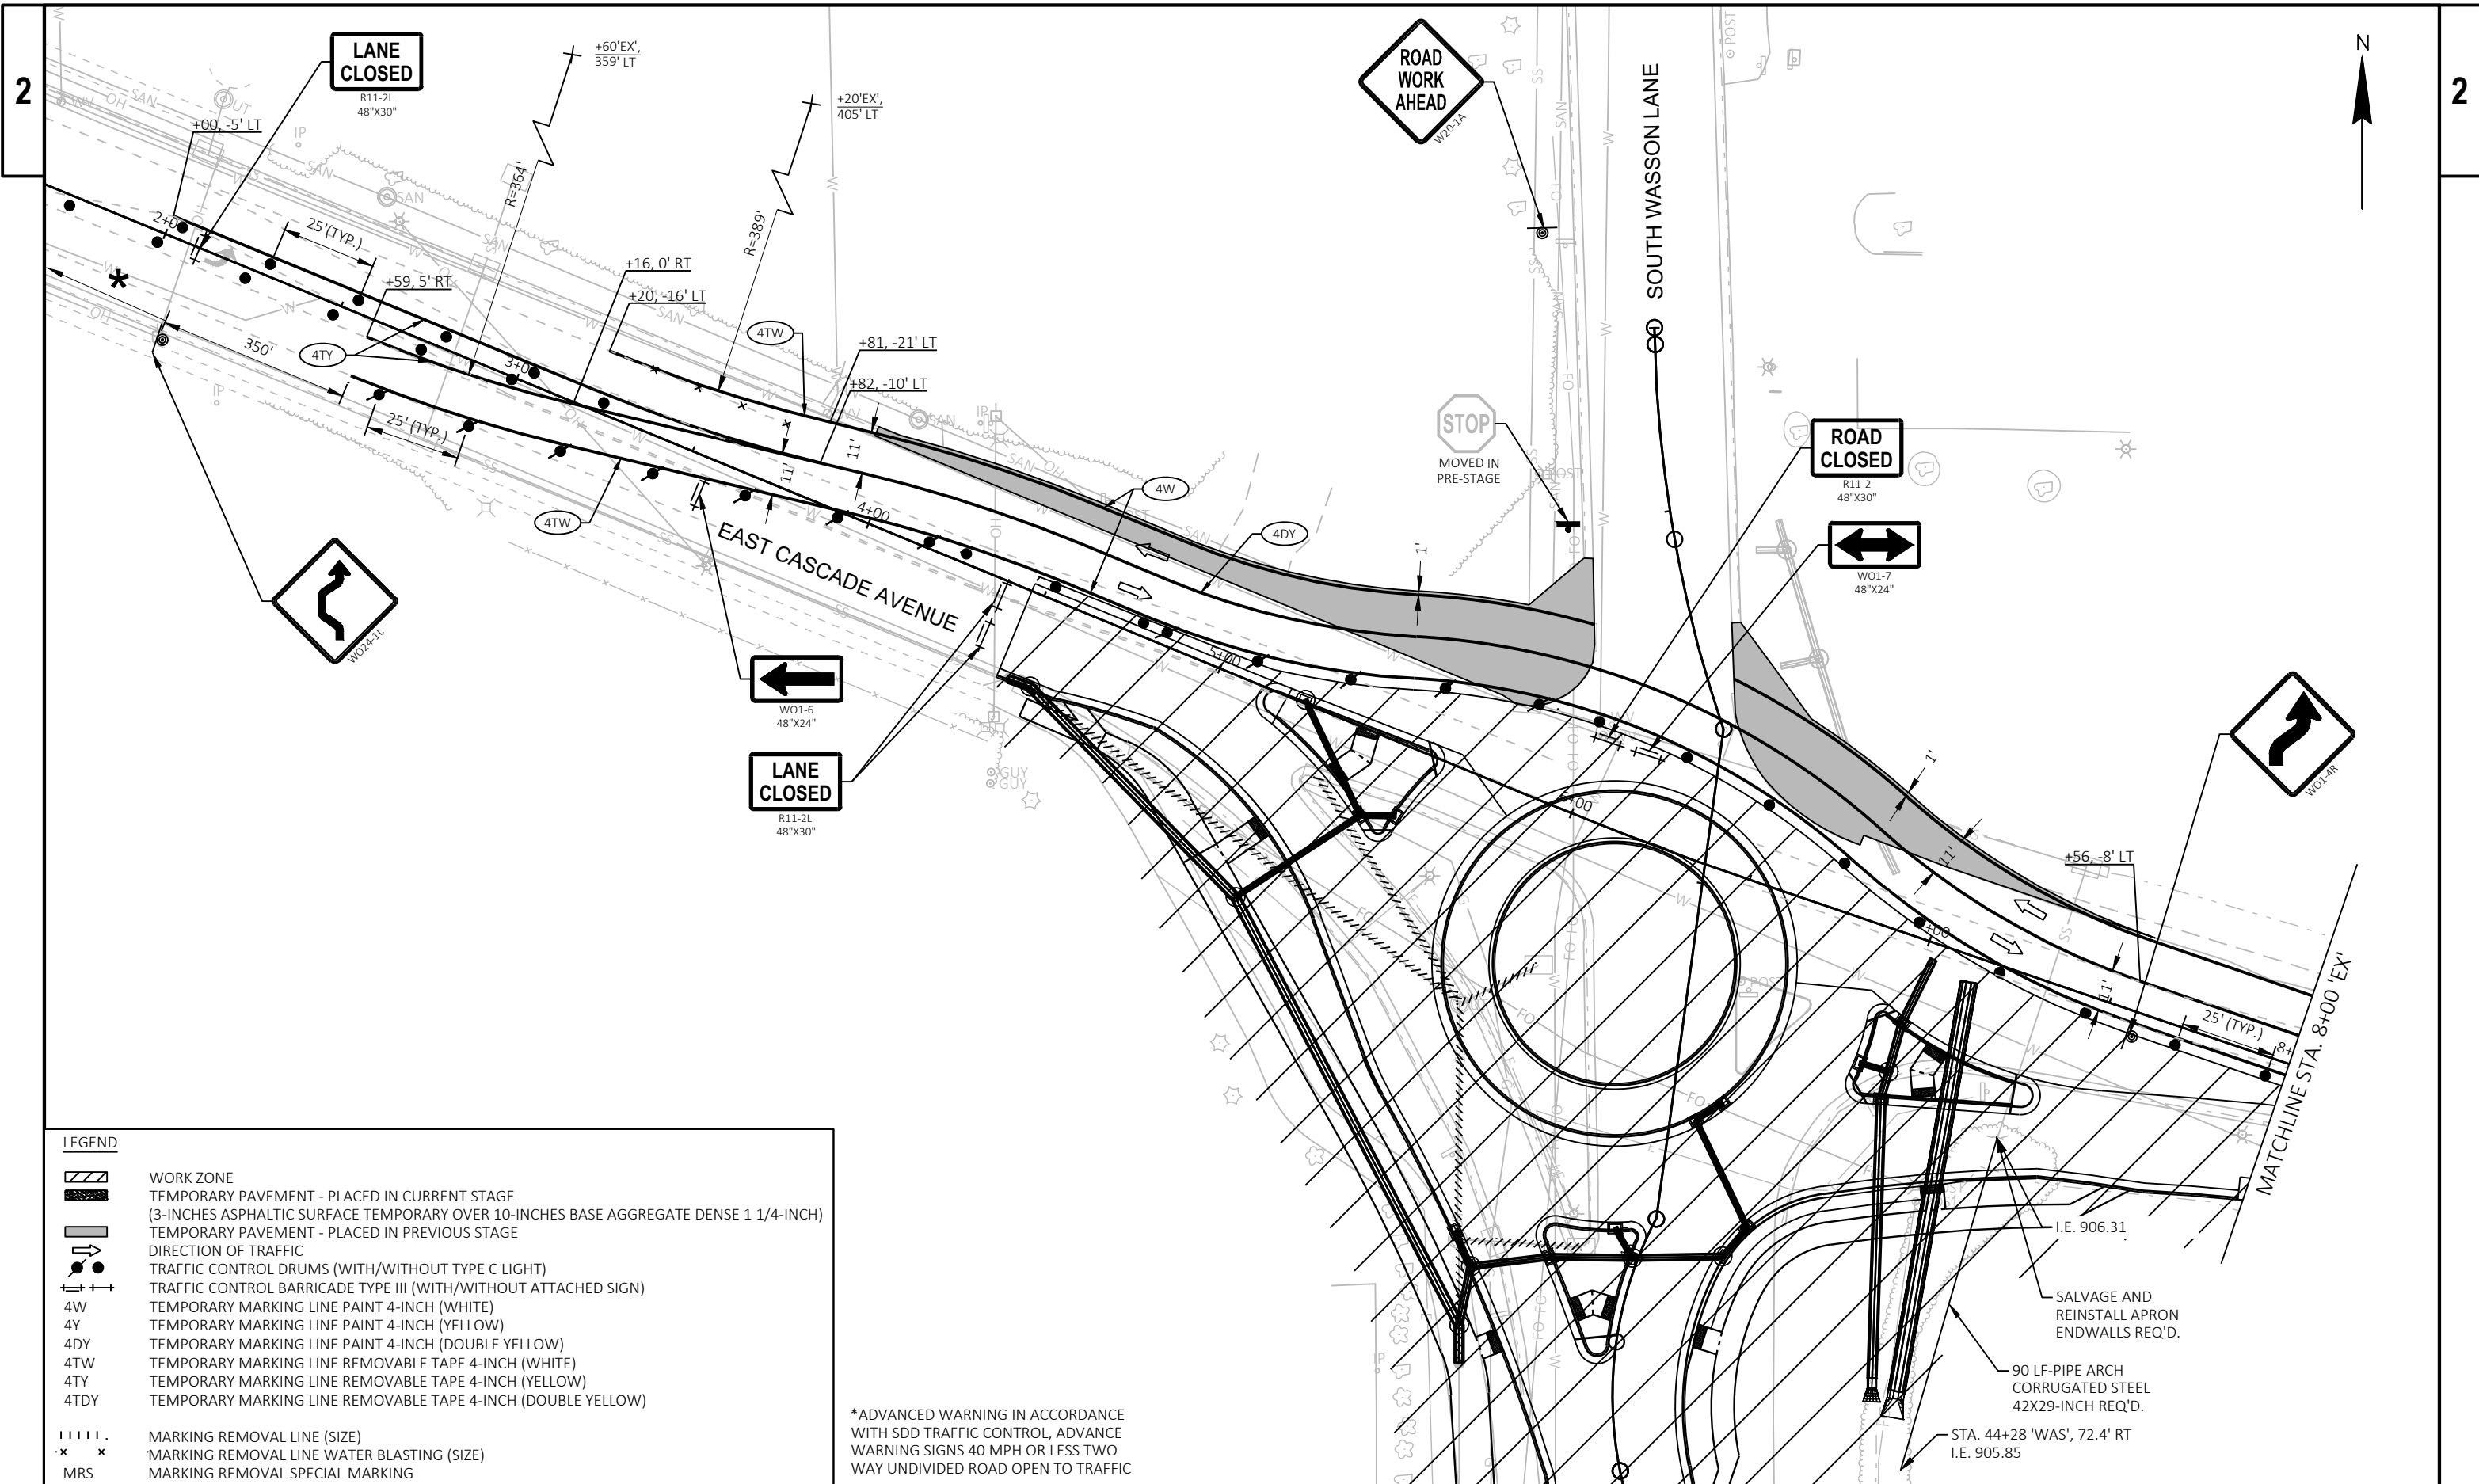 2
2
LANE
CLOSED
R11-2L
48"X30"
+60'EX',
359' LT
+20'EX',
405' LT
ROAD
WORK
AHEAD
W20-1A
N
+00, -5' LT
R=364'
R=389'
SOUTH WASSON LANE
POST
2+0
25'(TYP.)
+59, 5' RT
+16, 0' RT
+20, -16' LT
4TW
+81, -21' LT
+82, -10' LT
*
350'
4TY
3+0
25' (TYP.)
11'
11'
4TW
4+00
4W
4DY
1'
STOP
MOVED IN
PRE-STAGE
ROAD
CLOSED
R11-2
48"X30"
WO1-7
48"X24"
EAST CASCADE AVENUE
WO24-1L
WO1-6
48"X24"
LANE
CLOSED
R11-2L
48"X30"
GUY
GUY
5+00
+00
1'
11'
+56, -8' LT
WO1-4R
+00
11'
25' (TYP.)
8+
MATCHLINE STA. 8+00 'EX'
I.E. 906.31
SALVAGE AND
REINSTALL APRON
ENDWALLS REQ'D.
90 LF-PIPE ARCH
CORRUGATED STEEL
42X29-INCH REQ'D.
STA. 44+28 'WAS', 72.4' RT
I.E. 905.85
LEGEND
WORK ZONE
TEMPORARY PAVEMENT - PLACED IN CURRENT STAGE
(3-INCHES ASPHALTIC SURFACE TEMPORARY OVER 10-INCHES BASE AGGREGATE DENSE 1 1/4-INCH)
TEMPORARY PAVEMENT - PLACED IN PREVIOUS STAGE
DIRECTION OF TRAFFIC
TRAFFIC CONTROL DRUMS (WITH/WITHOUT TYPE C LIGHT)
TRAFFIC CONTROL BARRICADE TYPE III (WITH/WITHOUT ATTACHED SIGN)
4W TEMPORARY MARKING LINE PAINT 4-INCH (WHITE)
4Y TEMPORARY MARKING LINE PAINT 4-INCH (YELLOW)
4DY TEMPORARY MARKING LINE PAINT 4-INCH (DOUBLE YELLOW)
4TW TEMPORARY MARKING LINE REMOVABLE TAPE 4-INCH (WHITE)
4TY TEMPORARY MARKING LINE REMOVABLE TAPE 4-INCH (YELLOW)
4TDY TEMPORARY MARKING LINE REMOVABLE TAPE 4-INCH (DOUBLE YELLOW)
MARKING REMOVAL LINE (SIZE)
MARKING REMOVAL LINE WATER BLASTING (SIZE)
MRS MARKING REMOVAL SPECIAL MARKING
*ADVANCED WARNING IN ACCORDANCE
WITH SDD TRAFFIC CONTROL, ADVANCE
WARNING SIGNS 40 MPH OR LESS TWO
WAY UNDIVIDED ROAD OPEN TO TRAFFIC